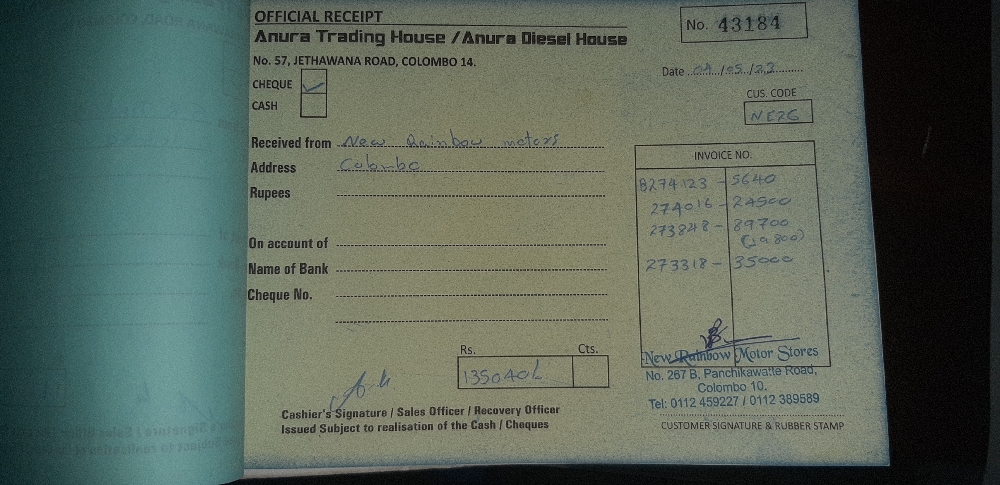 OFFICIAL RECEIPT
Anura Trading House / Anura Diesel House
No. 57, JETHAWANA ROAD, COLOMBO 14.
No. 43184
Date 04/05/23
CHEQUE ✓
CASH
CUS. CODE
NE26
Received from New Rainbow motors
Address Colombo
Rupees
On account of
Name of Bank
Cheque No.
INVOICE NO.
8274123 - 5640
274016 - 24500
273848 - 89700
273318 - 35000
Rs. Cts.
135040/-
New Rainbow Motor Stores
No. 267 B, Panchikawatte Road,
Colombo 10.
Tel: 0112 459227 / 0112 389589
Cashier's Signature / Sales Officer / Recovery Officer
Issued Subject to realisation of the Cash / Cheques
CUSTOMER SIGNATURE & RUBBER STAMP